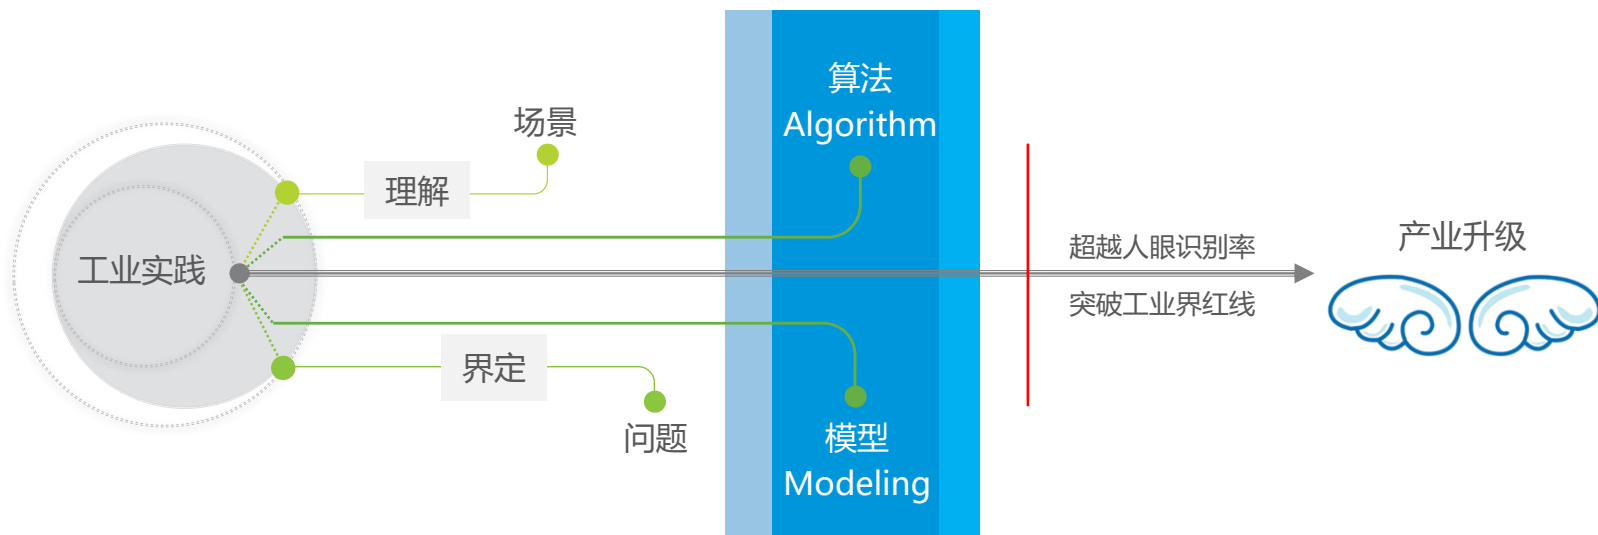 工业实践
理解
场景
界定
问题
算法
Algorithm
模型
Modeling
超越人眼识别率
突破工业界红线
产业升级